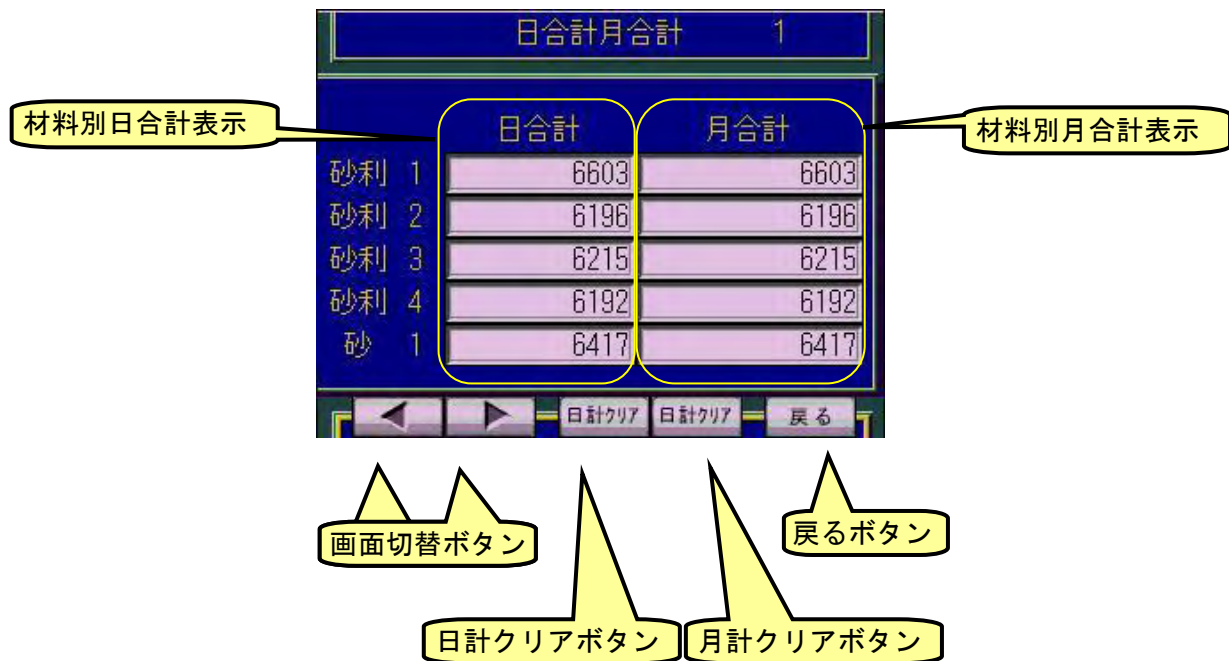 日合計月合計 1
材料別日合計表示
日合計 月合計
材料別月合計表示
砂利 1 6603 6603
砂利 2 6196 6196
砂利 3 6215 6215
砂利 4 6192 6192
砂 1 6417 6417
日計クリア 日計クリア 戻る
画面切替ボタン
戻るボタン
日計クリアボタン 月計クリアボタン